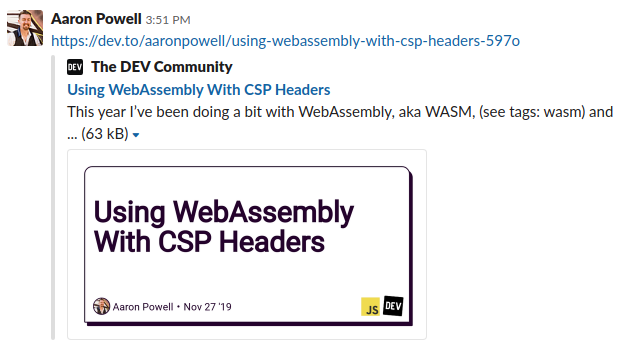 Aaron Powell 3:51 PM
https://dev.to/aaronpowell/using-webassembly-with-csp-headers-597o
DEV The DEV Community
Using WebAssembly With CSP Headers
This year I've been doing a bit with WebAssembly, aka WASM, (see tags: wasm) and
... (63 kB)
Using WebAssembly
With CSP Headers
Aaron Powell • Nov 27 '19
JS DEV